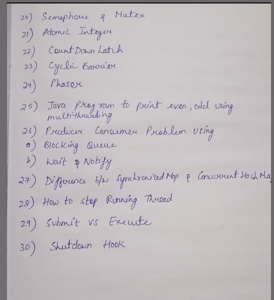 20) Semaphore & Mutex
21) Atomic Integer
22) CountDown Latch
23) Cyclic Barrier
24) Phaser
25) Java Program to print even, odd using
multithreading
26) Producer Consumer Problem using
a) Blocking Queue
b) Wait & Notify
27) Difference b/w Synchronized Map & Concurrent Hash Ma
28) How to stop Running Thread
29) Submit vs Execute
30) Shutdown Hook